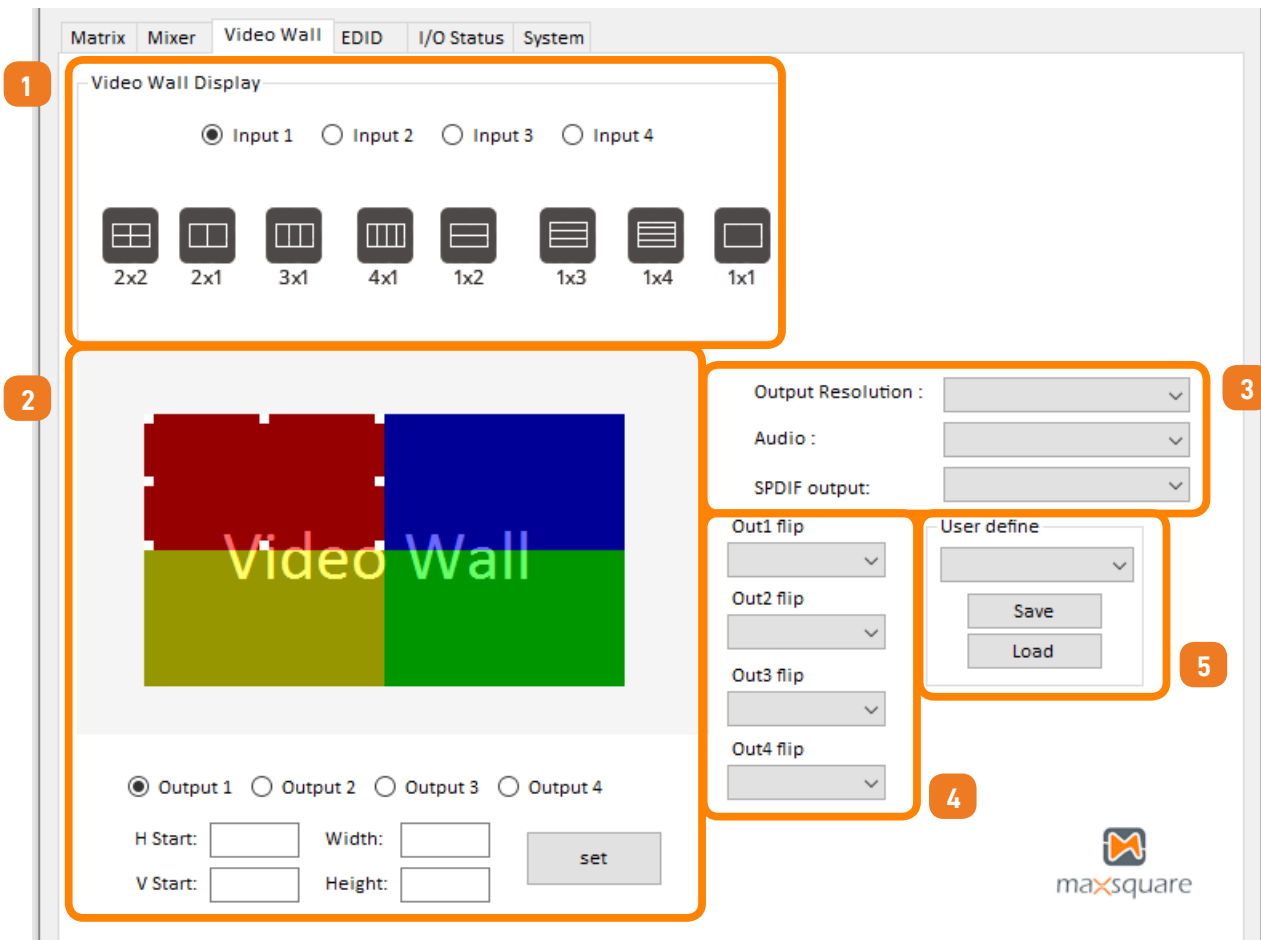 Matrix Mixer Video Wall EDID I/O Status System
1
Video Wall Display
Input 1 Input 2 Input 3 Input 4
2x2 2x1 3x1 4x1 1x2 1x3 1x4 1x1
2
Video Wall
Output 1 Output 2 Output 3 Output 4
H Start: Width:
V Start: Height:
set
3
Output Resolution :
Audio :
SPDIF output:
Out1 flip
Out2 flip
Out3 flip
Out4 flip
4
User define
Save
Load
5
maxsquare